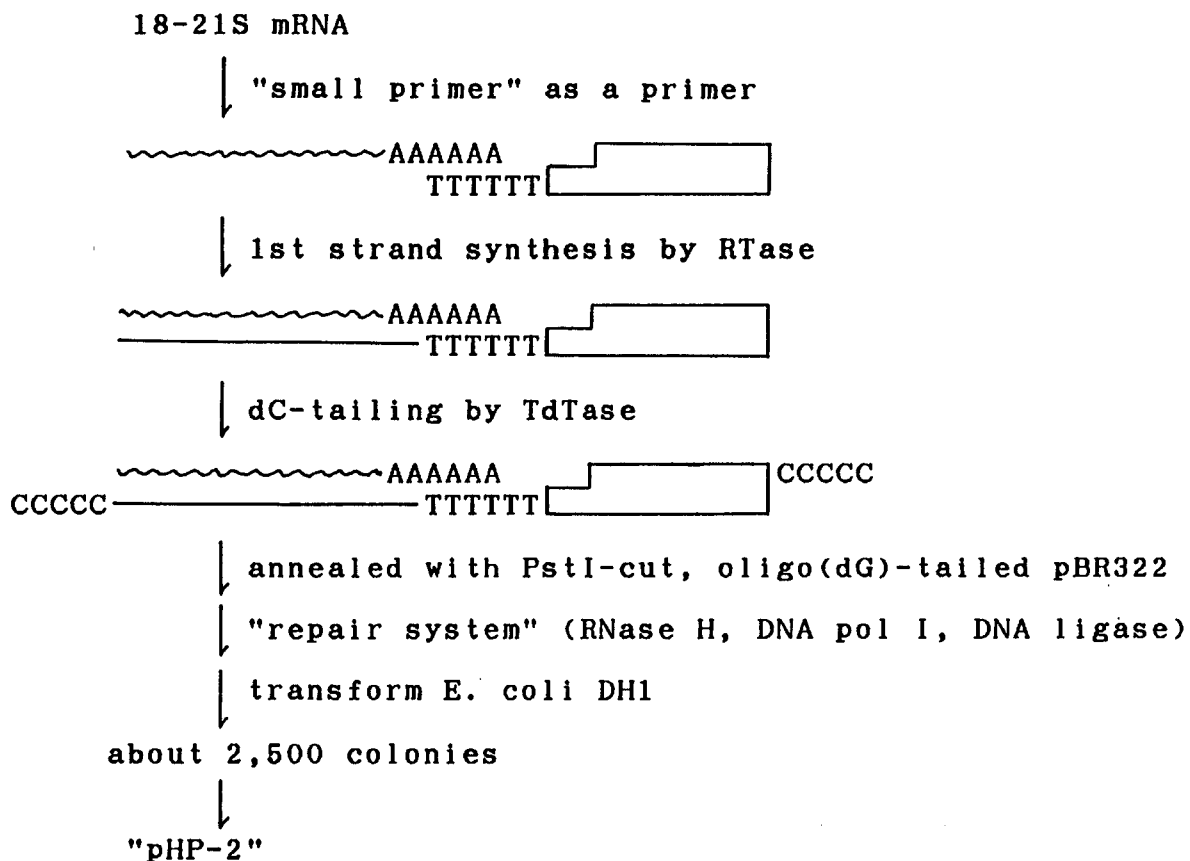 18-21S mRNA
"small primer" as a primer
AAAAAA
TTTTTT
1st strand synthesis by RTase
AAAAAA
TTTTTT
dC-tailing by TdTase
AAAAAA CCCCC
CCCCC TTTTTT
annealed with PstI-cut, oligo(dG)-tailed pBR322
"repair system" (RNase H, DNA pol I, DNA ligase)
transform E. coli DH1
about 2,500 colonies
"pHP-2"